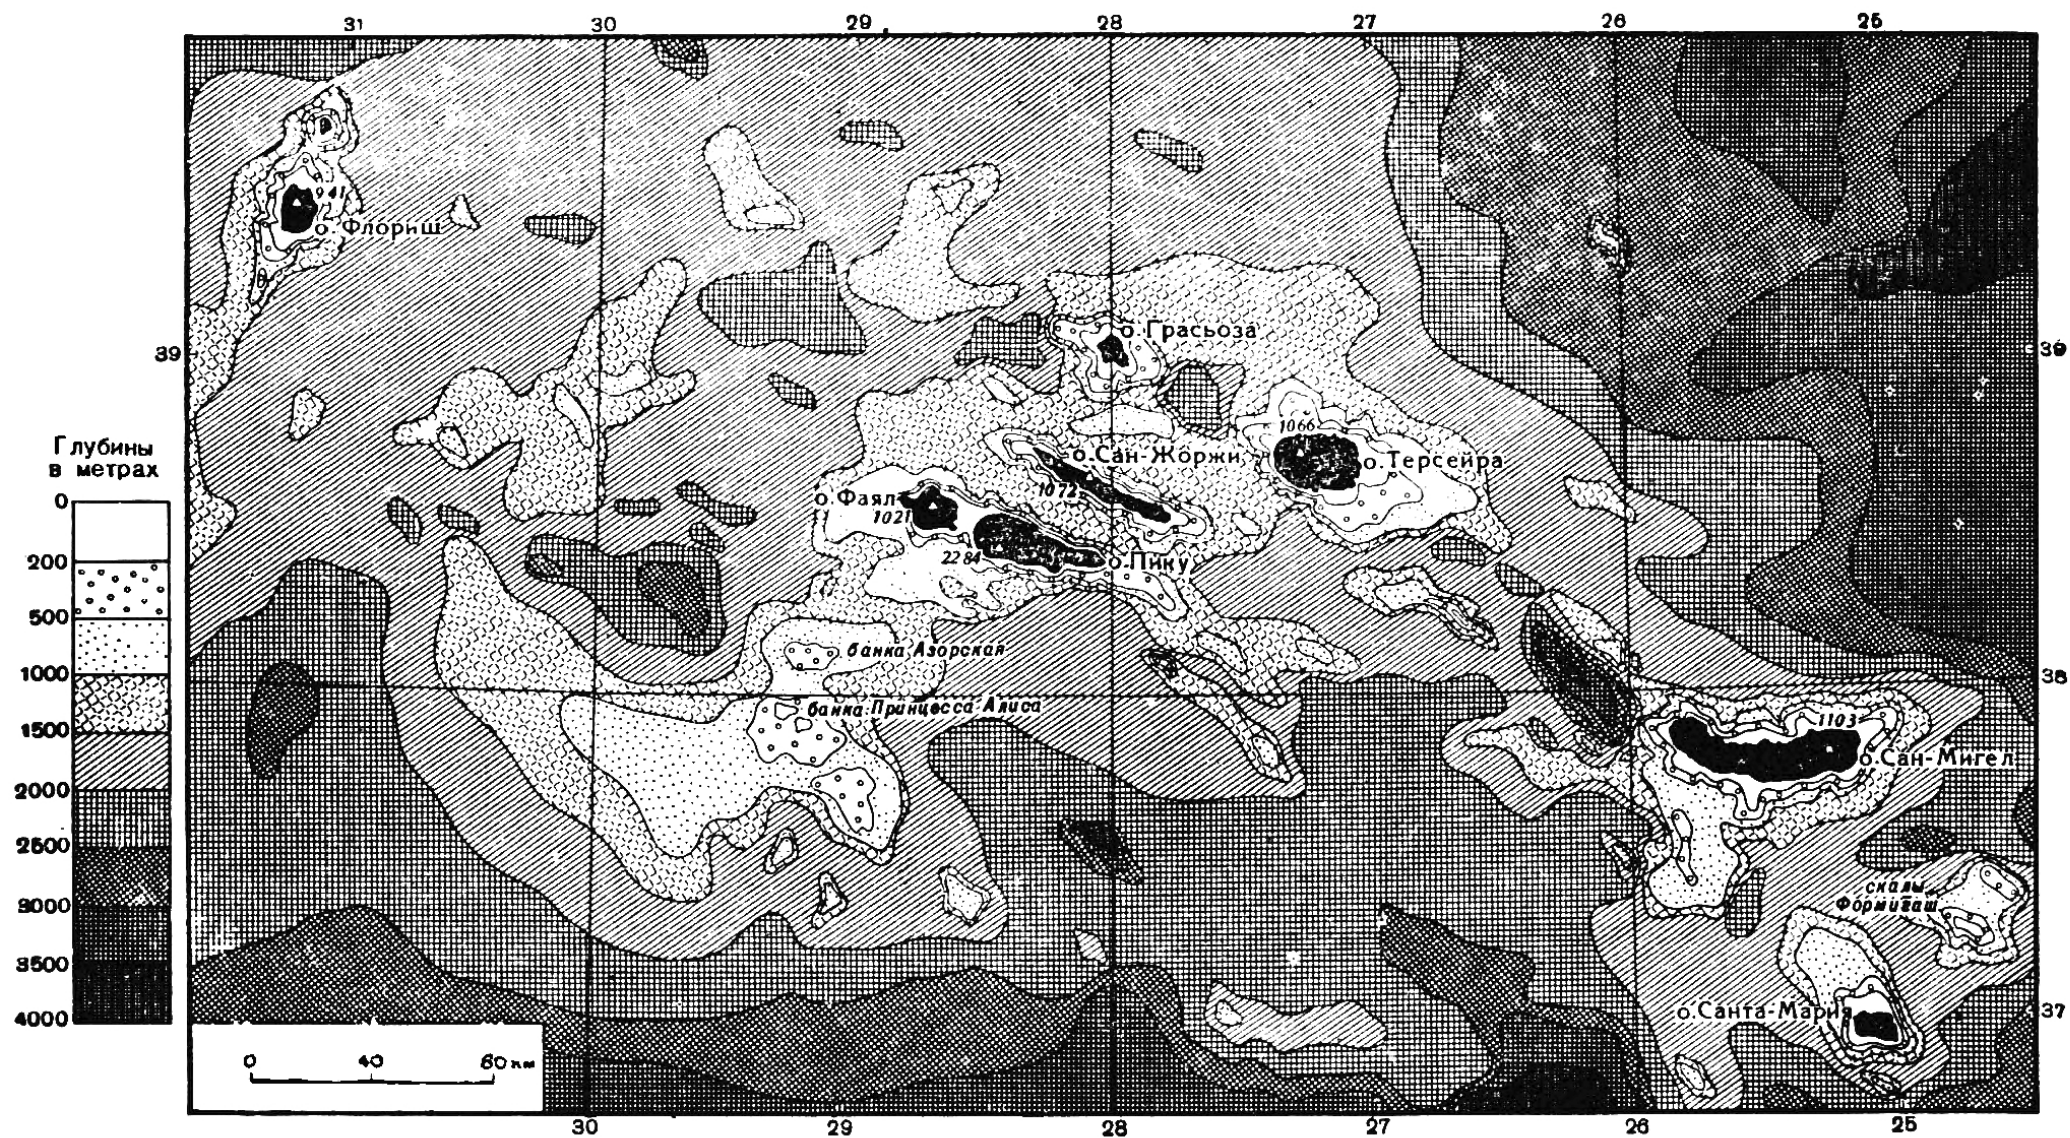 31 30 29 28 27 26 25
941
о. Флориш
о. Грасьоза
39 39
1066
Глубины
в метрах
о.Сан-Жоржи
о.Терсейра
1072
о.Фаял
1021
0
2284
о.Пику
200
500
банка Азорская
1000
38
банка Принцесса Алиса
1103
1500
о.Сан-Мигел
2000
2500
скалы
Формигаш
3000
3500
о.Санта-Мария
37
4000
0 40 80 км
30 29 28 27 26 25